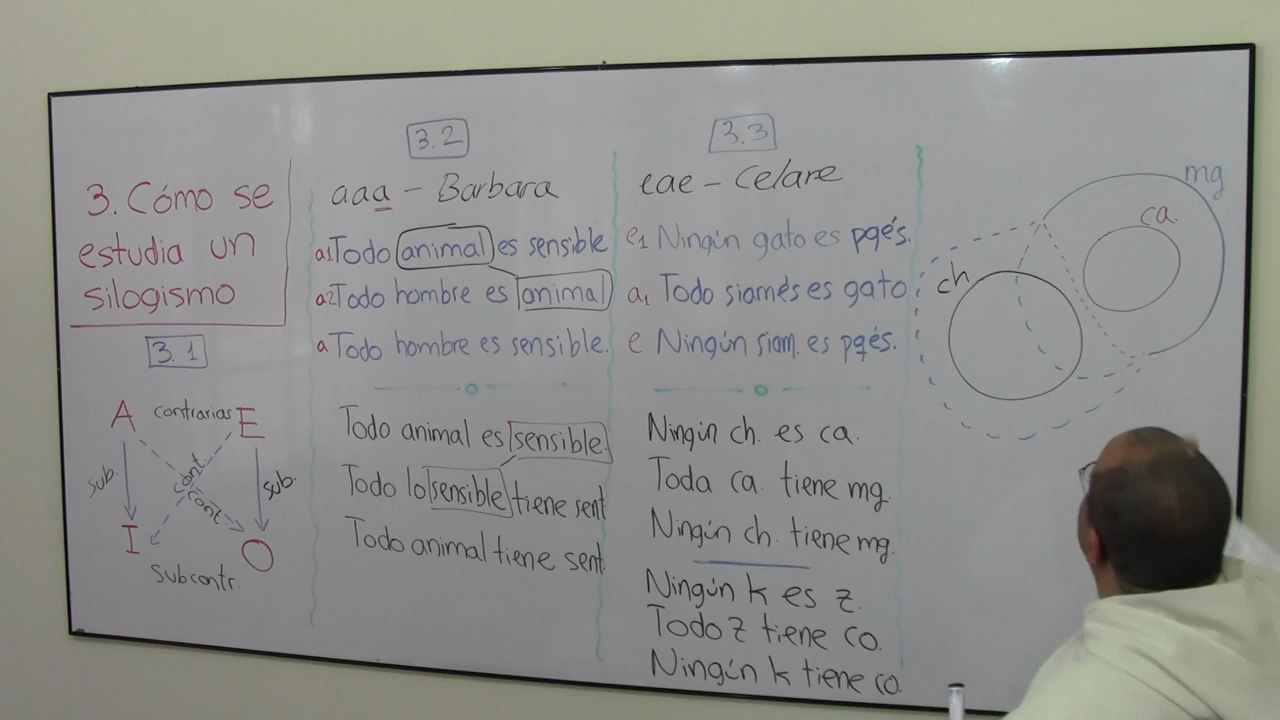 3. Cómo se
estudia un
silogismo
3.1
A contrarias E
sub.
cont.
cont.
sub.
I
O
subcontr.
3.2
aaa - Barbara
a1 Todo animal es sensible
a2 Todo hombre es animal
a Todo hombre es sensible.
Todo animal es sensible.
Todo lo sensible tiene sent
Todo animal tiene sent.
3.3
eae - Celare
e1 Ningún gato es pqés.
a1 Todo siamés es gato
e Ningún siam. es pqés.
Ningún ch. es ca.
Toda ca. tiene mg.
Ningún ch. tiene mg.
Ningún k es z.
Todo z tiene co.
Ningún k tiene co.
mg
ca.
ch